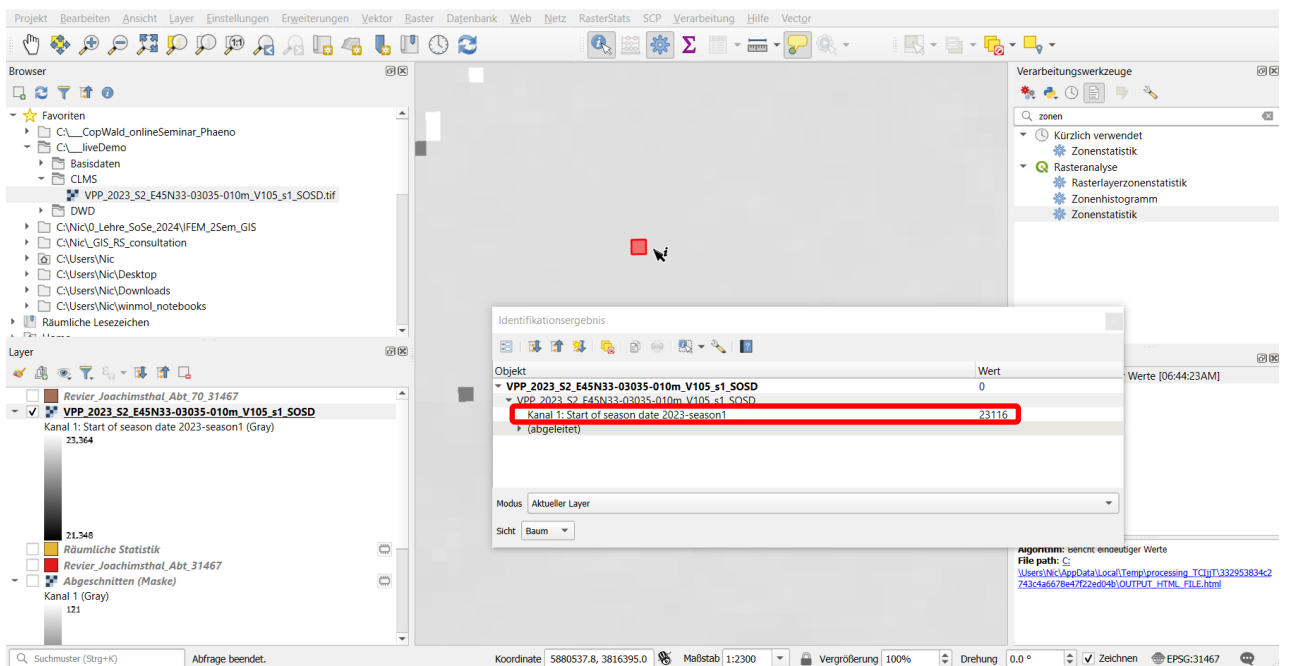 Projekt Bearbeiten Ansicht Layer Einstellungen Erweiterungen Vektor Raster Datenbank Web Netz RasterStats SCP Verarbeitung Hilfe Vector
Browser
Favoriten
C:\___CopWald_onlineSeminar_Phaeno
C:\___liveDemo
Basisdaten
CLMS
VPP_2023_S2_E45N33-03035-010m_V105_s1_SOSD.tif
DWD
C:\Nic\0_Lehre_SoSe_2024\IFEM_2Sem_GIS
C:\Nic\_GIS_RS_consultation
C:\Users\Nic
C:\Users\Nic\Desktop
C:\Users\Nic\Downloads
C:\Users\Nic\winmol_notebooks
Räumliche Lesezeichen
Layer
Revier_Joachimsthal_Abt_70_31467
VPP_2023_S2_E45N33-03035-010m_V105_s1_SOSD
Kanal 1: Start of season date 2023-season1 (Gray)
23,364
21,348
Räumliche Statistik
Revier_Joachimsthal_Abt_31467
Abgeschnitten (Maske)
Kanal 1 (Gray)
121
Identifikationsergebnis
Objekt Wert
VPP_2023_S2_E45N33-03035-010m_V105_s1_SOSD 0
VPP_2023_S2_E45N33-03035-010m_V105_s1_SOSD
Kanal 1: Start of season date 2023-season1 23116
(abgeleitet)
Modus Aktueller Layer
Sicht Baum
Verarbeitungswerkzeuge
zonen
Kürzlich verwendet
Zonenstatistik
Rasteranalyse
Rasterlayerzonenstatistik
Zonenhistogramm
Zonenstatistik
Werte [06:44:23AM]
Algorithm: Bericht eindeutiger Werte
File path: C:
\Users\Nic\AppData\Local\Temp\processing_TCIjjT\332953834c2
743c4a6678e47f22ed04b\OUTPUT_HTML_FILE.html
Suchmuster (Strg+K) Abfrage beendet. Koordinate 5880537.8, 3816395.0 Maßstab 1:2300 Vergrößerung 100% Drehung 0.0 ° Zeichnen EPSG:31467